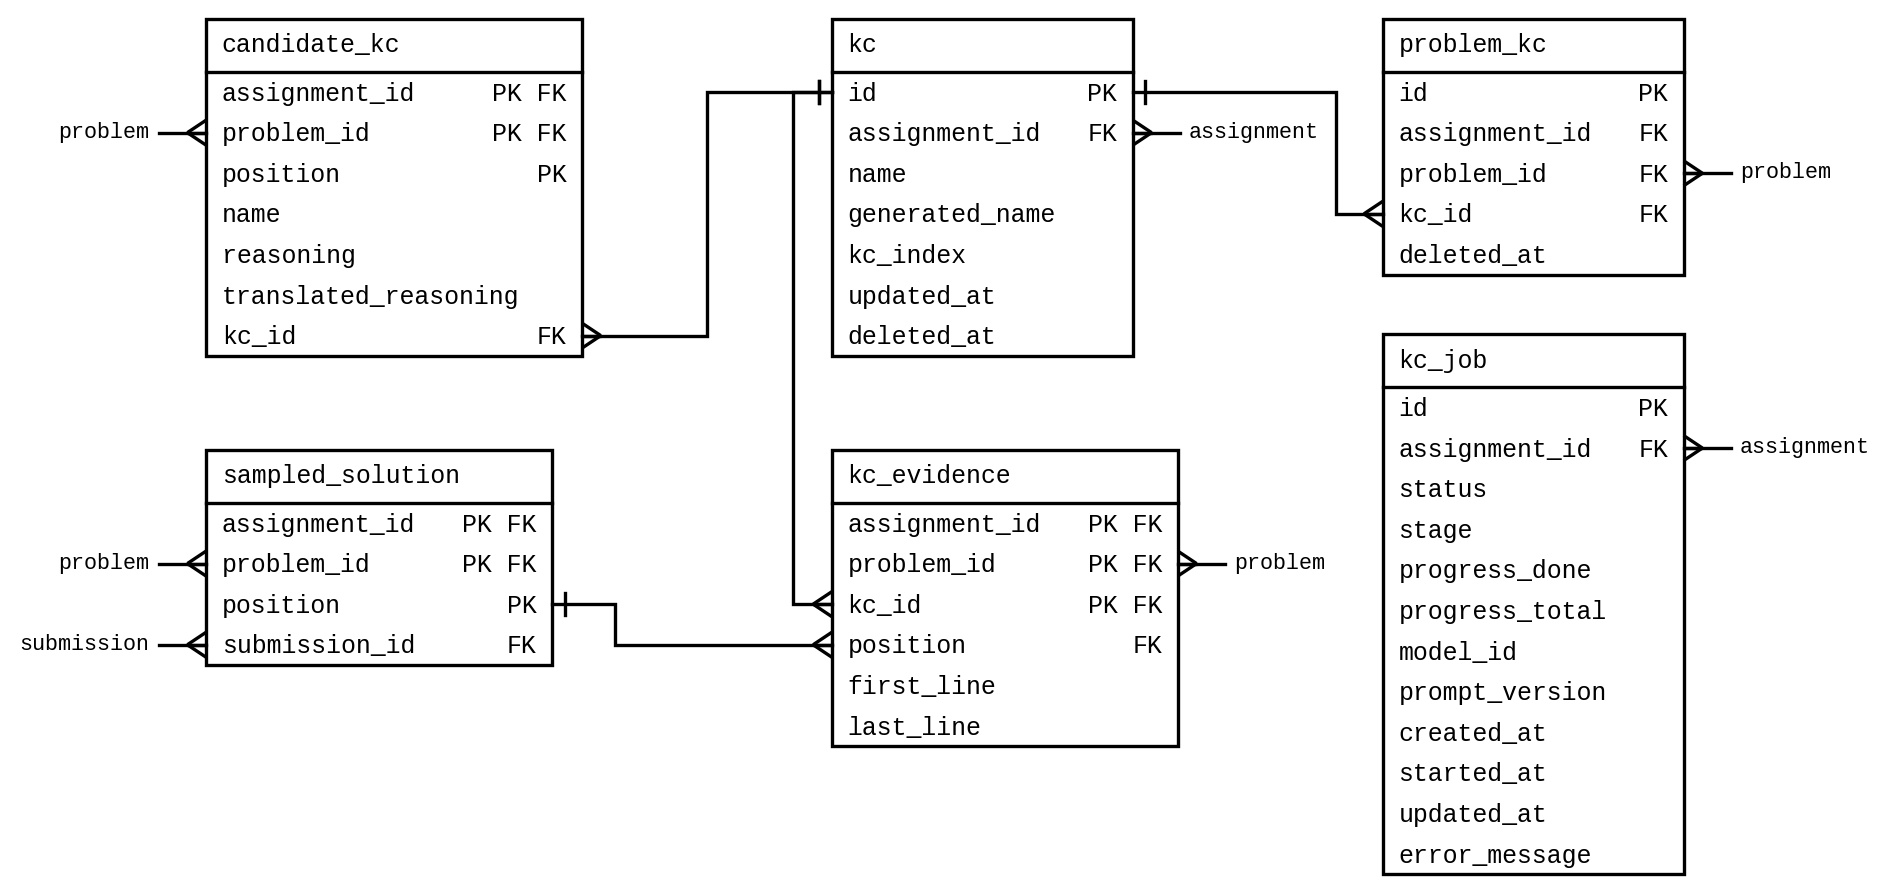 candidate_kc
assignment_id PK FK
problem_id PK FK
position PK
name
reasoning
translated_reasoning
kc_id FK
problem
kc
id PK
assignment_id FK
name
generated_name
kc_index
updated_at
deleted_at
assignment
problem_kc
id PK
assignment_id FK
problem_id FK
kc_id FK
deleted_at
problem
sampled_solution
assignment_id PK FK
problem_id PK FK
position PK
submission_id FK
problem
submission
kc_evidence
assignment_id PK FK
problem_id PK FK
kc_id PK FK
position FK
first_line
last_line
problem
kc_job
id PK
assignment_id FK
status
stage
progress_done
progress_total
model_id
prompt_version
created_at
started_at
updated_at
error_message
assignment